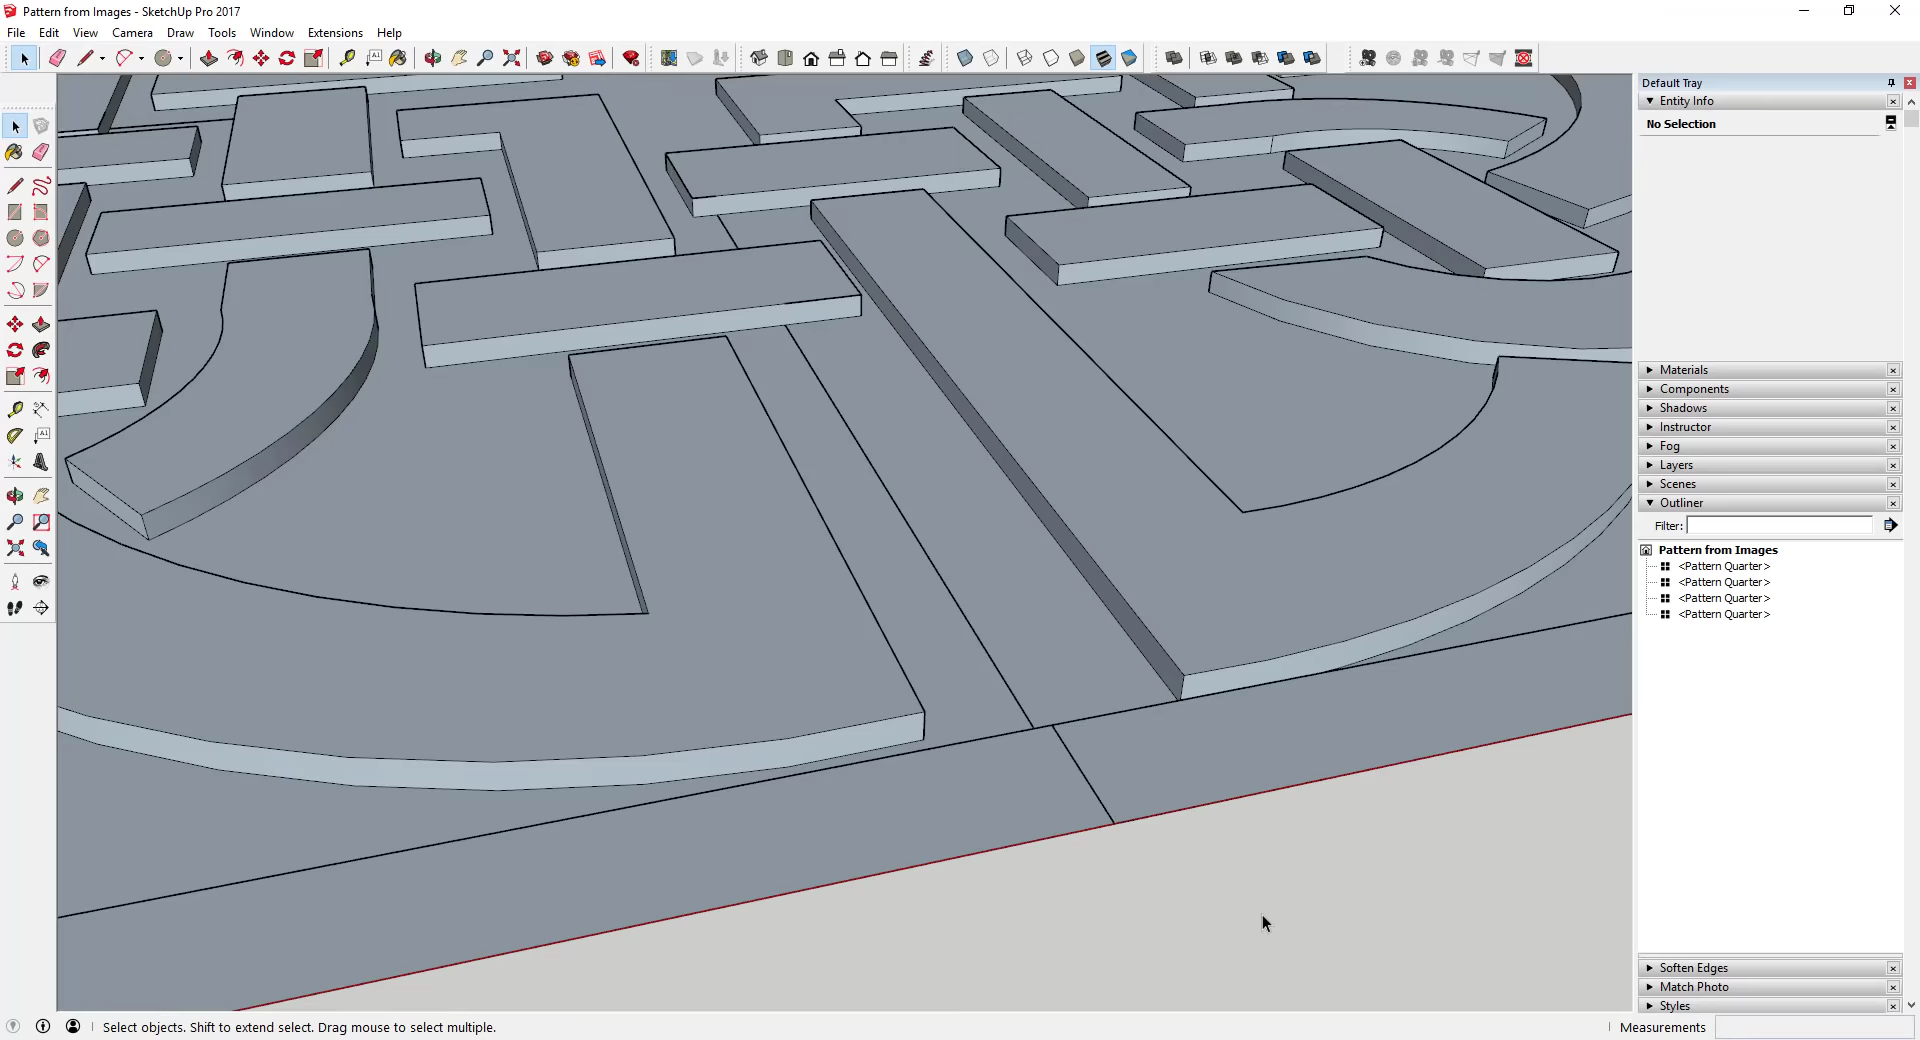 Pattern from Images - SketchUp Pro 2017
File Edit View Camera Draw Tools Window Extensions Help
A1
Default Tray
Entity Info
No Selection
A1
Materials
Components
Shadows
Instructor
Fog
Layers
Scenes
Outliner
Filter:
Pattern from Images
<Pattern Quarter>
<Pattern Quarter>
<Pattern Quarter>
<Pattern Quarter>
Soften Edges
Match Photo
Styles
Select objects. Shift to extend select. Drag mouse to select multiple.
Measurements